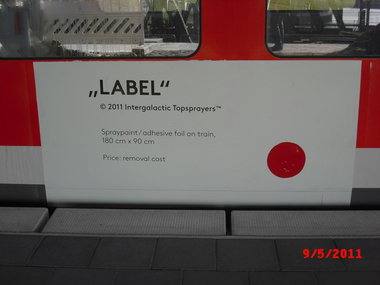 „LABEL“
© 2011 Intergalactic Topsprayers™
Spraypaint/adhesive foil on train,
180 cm x 90 cm
Price: removal cost
9/5/2011